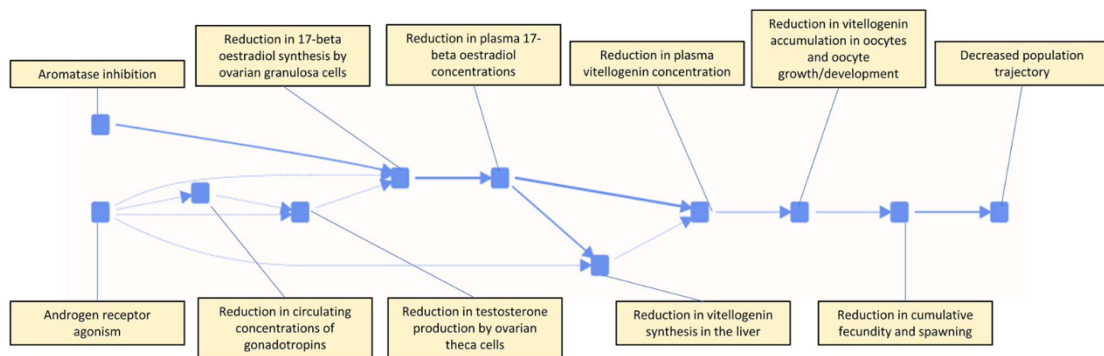 Aromatase inhibition
Reduction in 17-beta
oestradiol synthesis by
ovarian granulosa cells
Reduction in plasma 17-
beta oestradiol
concentrations
Reduction in plasma
vitellogenin concentration
Reduction in vitellogenin
accumulation in oocytes
and oocyte
growth/development
Decreased population
trajectory
Androgen receptor
agonism
Reduction in circulating
concentrations of
gonadotropins
Reduction in testosterone
production by ovarian
theca cells
Reduction in vitellogenin
synthesis in the liver
Reduction in cumulative
fecundity and spawning